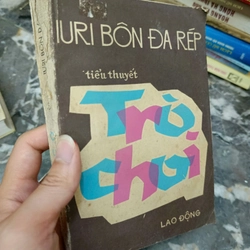 IURI BÔN ĐA RÉP
tiểu thuyết
Trò
chơi
LAO ĐỘNG